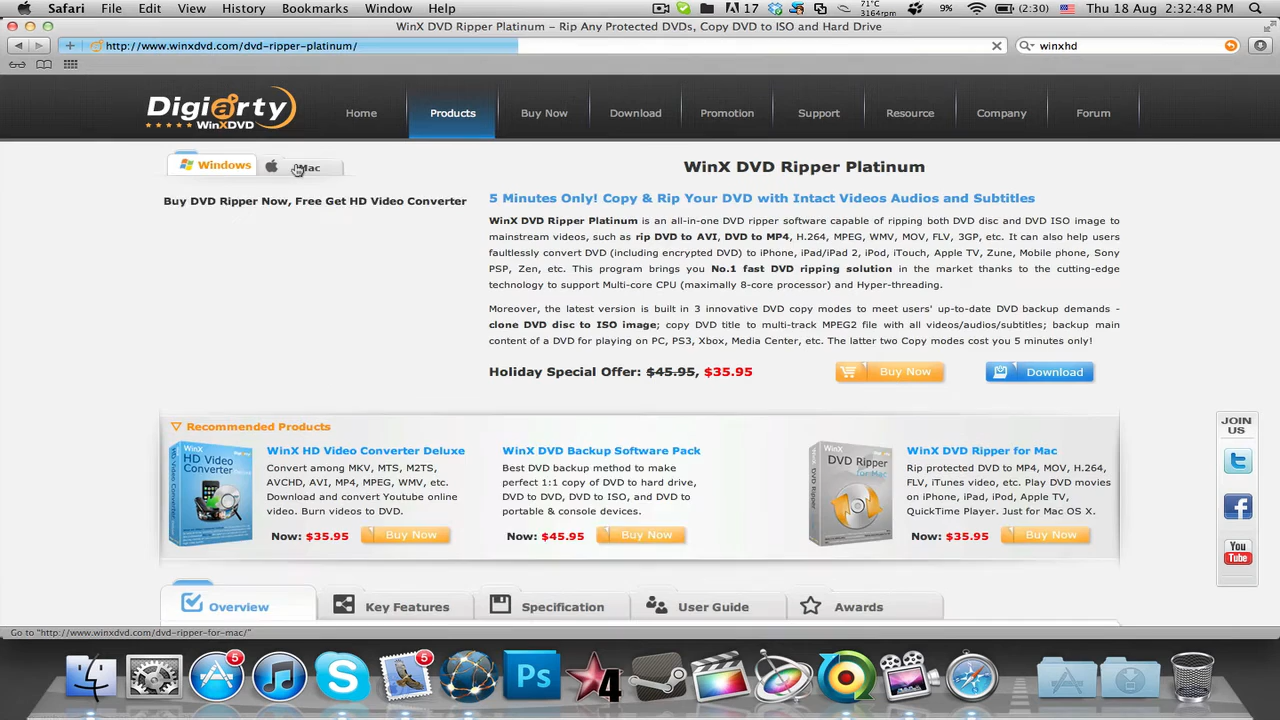 Safari File Edit View History Bookmarks Window Help
17 71°C 3164rpm 9% (2:30) Thu 18 Aug 2:32:48 PM
WinX DVD Ripper Platinum – Rip Any Protected DVDs, Copy DVD to ISO and Hard Drive
http://www.winxdvd.com/dvd-ripper-platinum/
winxhd
Digiarty
WinXDVD
Home Products Buy Now Download Promotion Support Resource Company Forum
Windows Mac
Buy DVD Ripper Now, Free Get HD Video Converter
WinX DVD Ripper Platinum
5 Minutes Only! Copy & Rip Your DVD with Intact Videos Audios and Subtitles
WinX DVD Ripper Platinum is an all-in-one DVD ripper software capable of ripping both DVD disc and DVD ISO image to
mainstream videos, such as rip DVD to AVI, DVD to MP4, H.264, MPEG, WMV, MOV, FLV, 3GP, etc. It can also help users
faultlessly convert DVD (including encrypted DVD) to iPhone, iPad/iPad 2, iPod, iTouch, Apple TV, Zune, Mobile phone, Sony
PSP, Zen, etc. This program brings you No.1 fast DVD ripping solution in the market thanks to the cutting-edge
technology to support Multi-core CPU (maximally 8-core processor) and Hyper-threading.
Moreover, the latest version is built in 3 innovative DVD copy modes to meet users' up-to-date DVD backup demands -
clone DVD disc to ISO image; copy DVD title to multi-track MPEG2 file with all videos/audios/subtitles; backup main
content of a DVD for playing on PC, PS3, Xbox, Media Center, etc. The latter two Copy modes cost you 5 minutes only!
Holiday Special Offer: $45.95, $35.95
Buy Now
Download
Recommended Products
WinX
HD Video
Converter
WinX HD Video Converter Deluxe
Convert among MKV, MTS, M2TS,
AVCHD, AVI, MP4, MPEG, WMV, etc.
Download and convert Youtube online
video. Burn videos to DVD.
Now: $35.95
Buy Now
WinX DVD Backup Software Pack
Best DVD backup method to make
perfect 1:1 copy of DVD to hard drive,
DVD to DVD, DVD to ISO, and DVD to
portable & console devices.
Now: $45.95
Buy Now
WinX
DVD Ripper
for Mac
WinX DVD Ripper for Mac
Rip protected DVD to MP4, MOV, H.264,
FLV, iTunes video, etc. Play DVD movies
iPhone, iPad, iPod, Apple TV,
QuickTime Player. Just for Mac OS X.
Now: $35.95
Buy Now
JOIN
US
You
Tube
Overview Key Features Specification User Guide Awards
Go to "http://www.winxdvd.com/dvd-ripper-for-mac/"
5 5 Ps 4